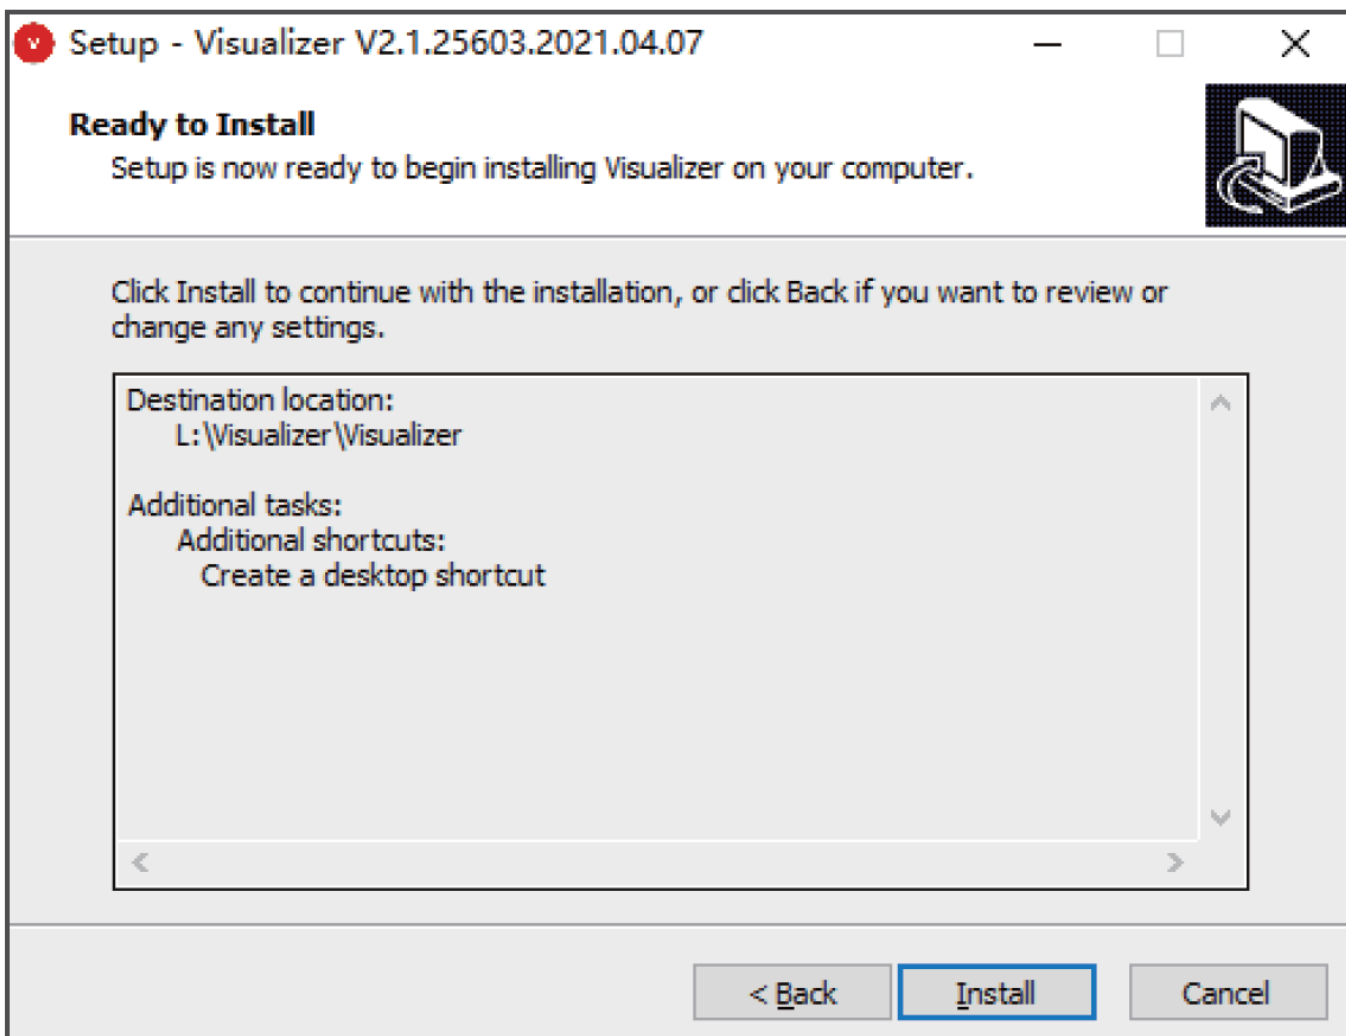 V
Setup - Visualizer V2.1.25603.2021.04.07
Ready to Install
Setup is now ready to begin installing Visualizer on your computer.
Click Install to continue with the installation, or click Back if you want to review or
change any settings.
Destination location:
L:\Visualizer\Visualizer
Additional tasks:
Additional shortcuts:
Create a desktop shortcut
< Back
Install
Cancel